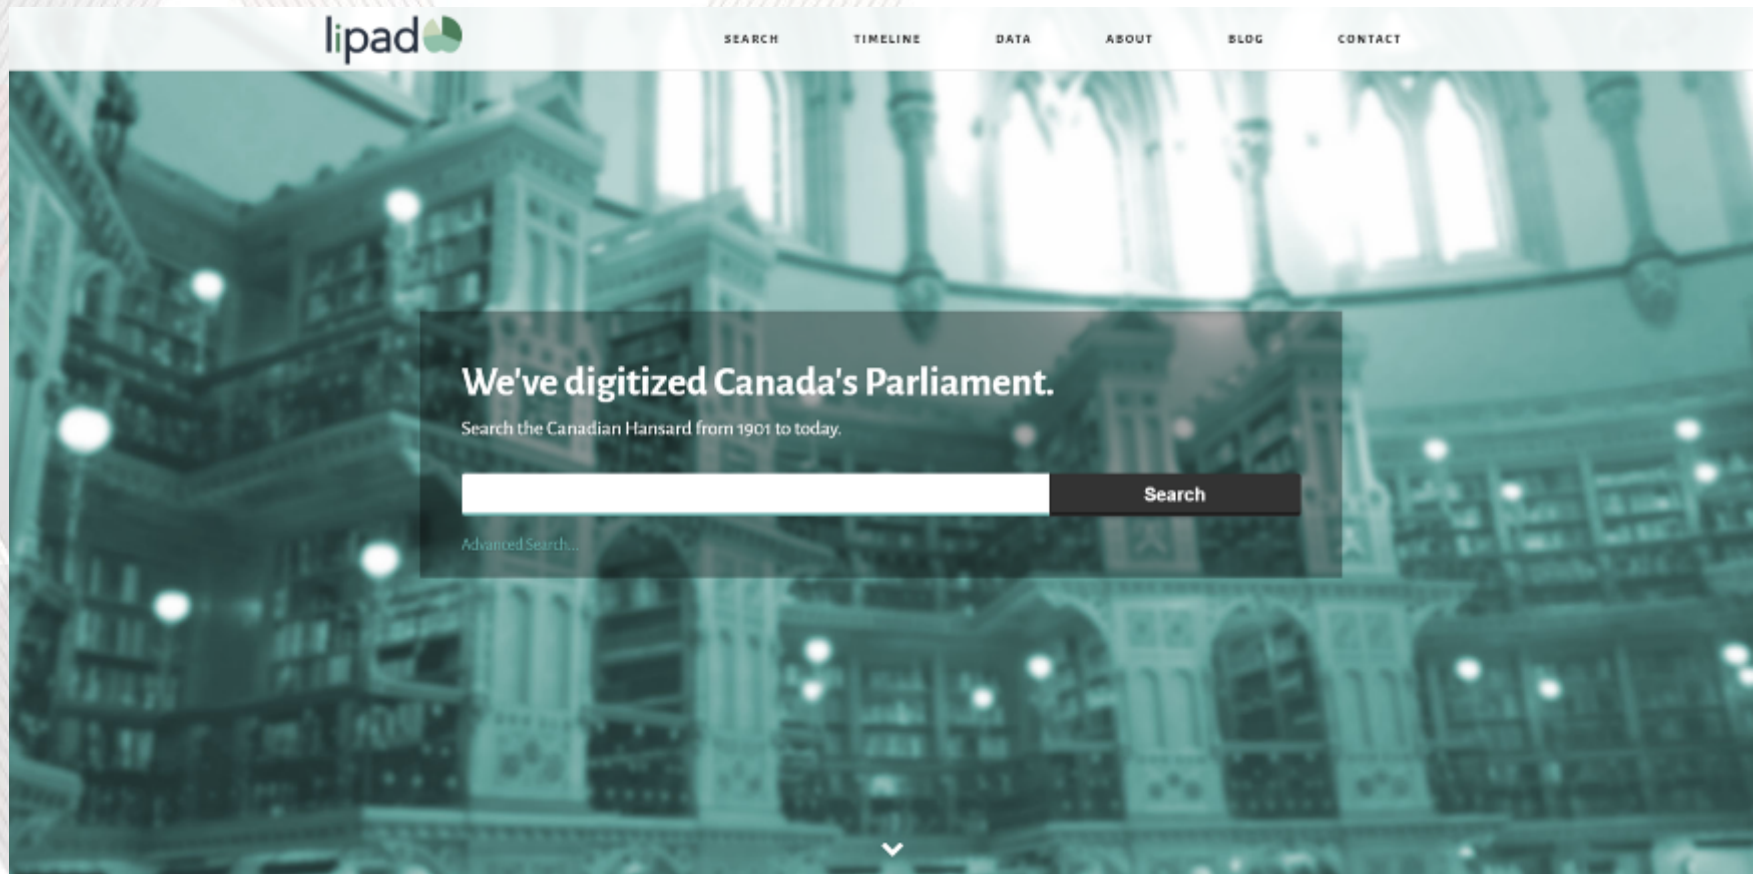 lipad
SEARCH TIMELINE DATA ABOUT BLOG CONTACT
We've digitized Canada's Parliament.
Search the Canadian Hansard from 1901 to today.
Search
Advanced Search...